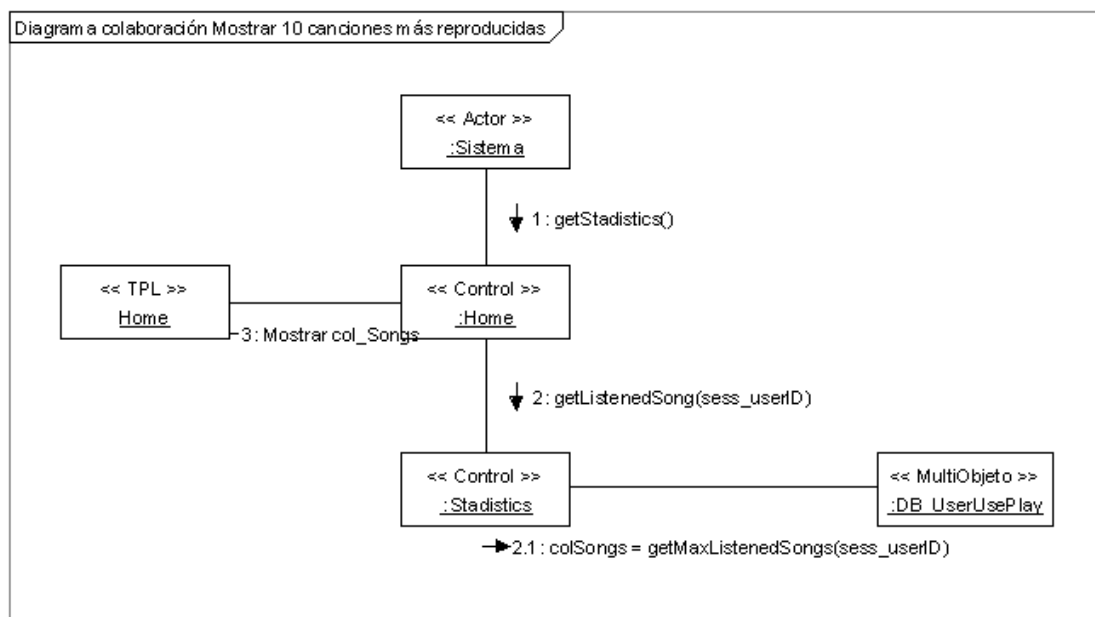 Diagrama colaboración Mostrar 10 canciones más reproducidas
<< Actor >>
:Sistema
1: getStadistics()
<< TPL >>
Home
<< Control >>
:Home
3: Mostrar col_Songs
2: getListenedSong(sess_userID)
<< Control >>
:Stadistics
<< MultiObjeto >>
:DB_UserUsePlay
2.1: colSongs = getMaxListenedSongs(sess_userID)